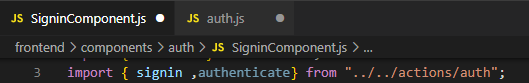 JS SigninComponent.js ● JS auth.js ●
frontend > components > auth > JS SigninComponent.js > ...
3 import { signin ,authenticate} from "../../actions/auth";